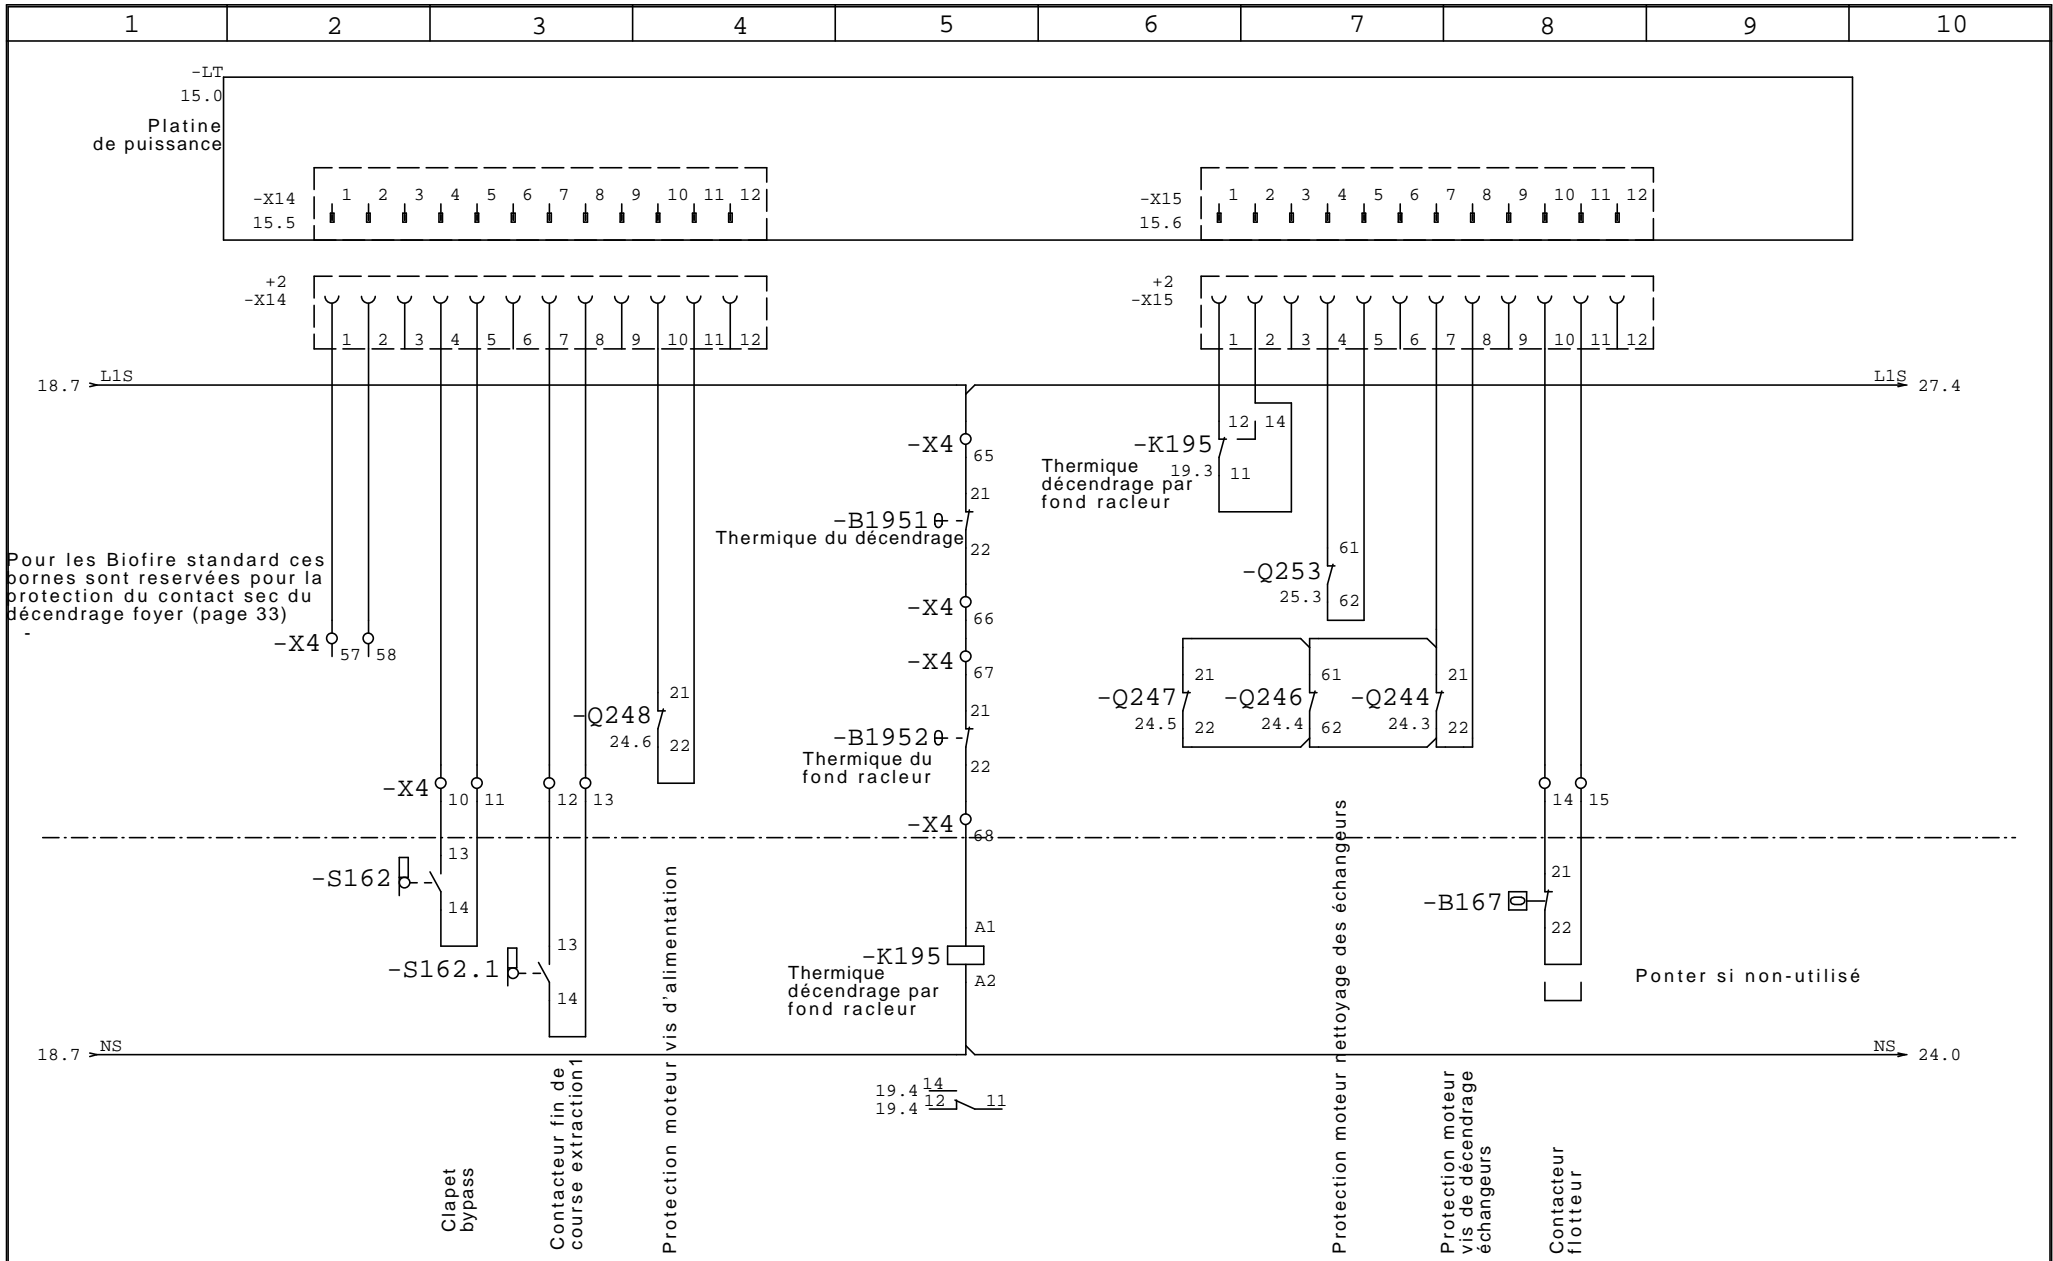 1 2 3 4 5 6 7 8 9 10
-LT
15.0
Platine
de puissance
-X14 1 2 3 4 5 6 7 8 9 10 11 12
15.5
-X15 1 2 3 4 5 6 7 8 9 10 11 12
15.6
+2
-X14
1 2 3 4 5 6 7 8 9 10 11 12
+2
-X15
1 2 3 4 5 6 7 8 9 10 11 12
18.7 L1S
L1S 27.4
-X4
65
21
-B1951
Thermique du décendrage
22
-X4
66
-X4
67
21
-B1952
Thermique du
fond racleur
22
-X4
68
12 14
-K195
19.3 11
Thermique
décendrage par
fond racleur
61
-Q253
25.3 62
21 61 21
-Q247 -Q246 -Q244
24.5 22 24.4 62 24.3 22
Pour les Biofire standard ces
bornes sont reservées pour la
protection du contact sec du
décendrage foyer (page 33)
-
-X4 57 58
21
-Q248
24.6 22
-X4
10 11 12 13
14 15
13
-S162
14
13
-S162.1
14
A1
-K195
A2
Thermique
décendrage par
fond racleur
21
-B167
22
Ponter si non-utilisé
18.7 NS
NS 24.0
19.4 14
19.4 12 11
Clapet
bypass
Contacteur fin de
course extraction1
Protection moteur vis d'alimentation
Protection moteur nettoyage des échangeurs
Protection moteur
vis de décendrage
échangeurs
Contacteur
flotteur